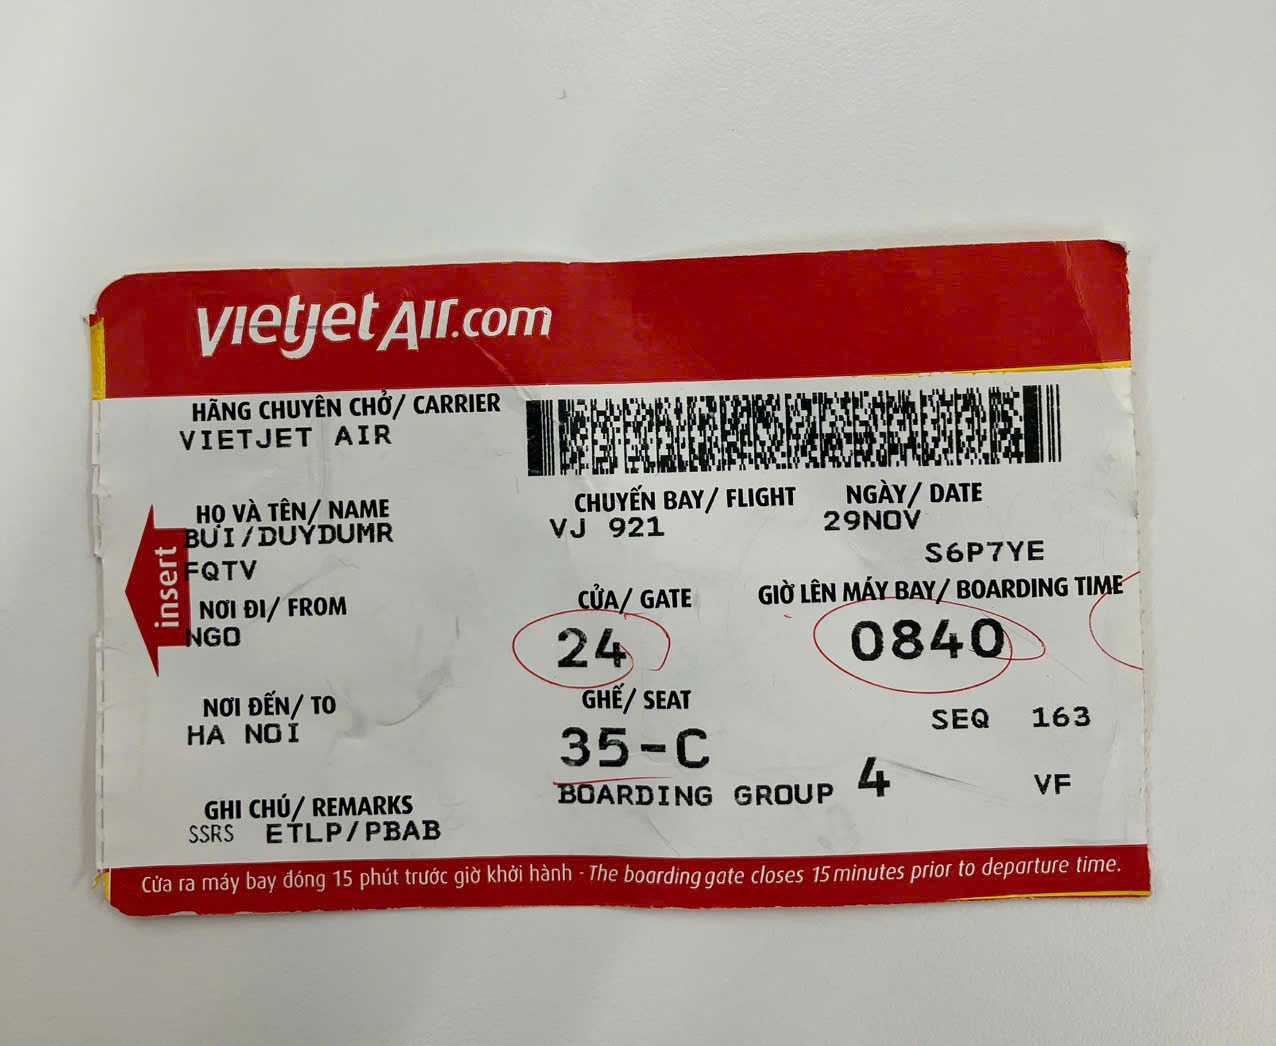 vietjetAir.com
HÃNG CHUYÊN CHỞ/ CARRIER
VIETJET AIR
HỌ VÀ TÊN/ NAME
BUI/DUYDUMR
CHUYẾN BAY/ FLIGHT
VJ 921
NGÀY/ DATE
29NOV
S6P7YE
FQTV
insert
NƠI ĐI/ FROM
NGO
CỬA/ GATE
24
GIỜ LÊN MÁY BAY/ BOARDING TIME
0840
NƠI ĐẾN/ TO
HA NOI
GHẾ/ SEAT
35-C
SEQ 163
BOARDING GROUP 4
VF
GHI CHÚ/ REMARKS
SSRS ETLP/PBAB
Cửa ra máy bay đóng 15 phút trước giờ khởi hành - The boarding gate closes 15 minutes prior to departure time.